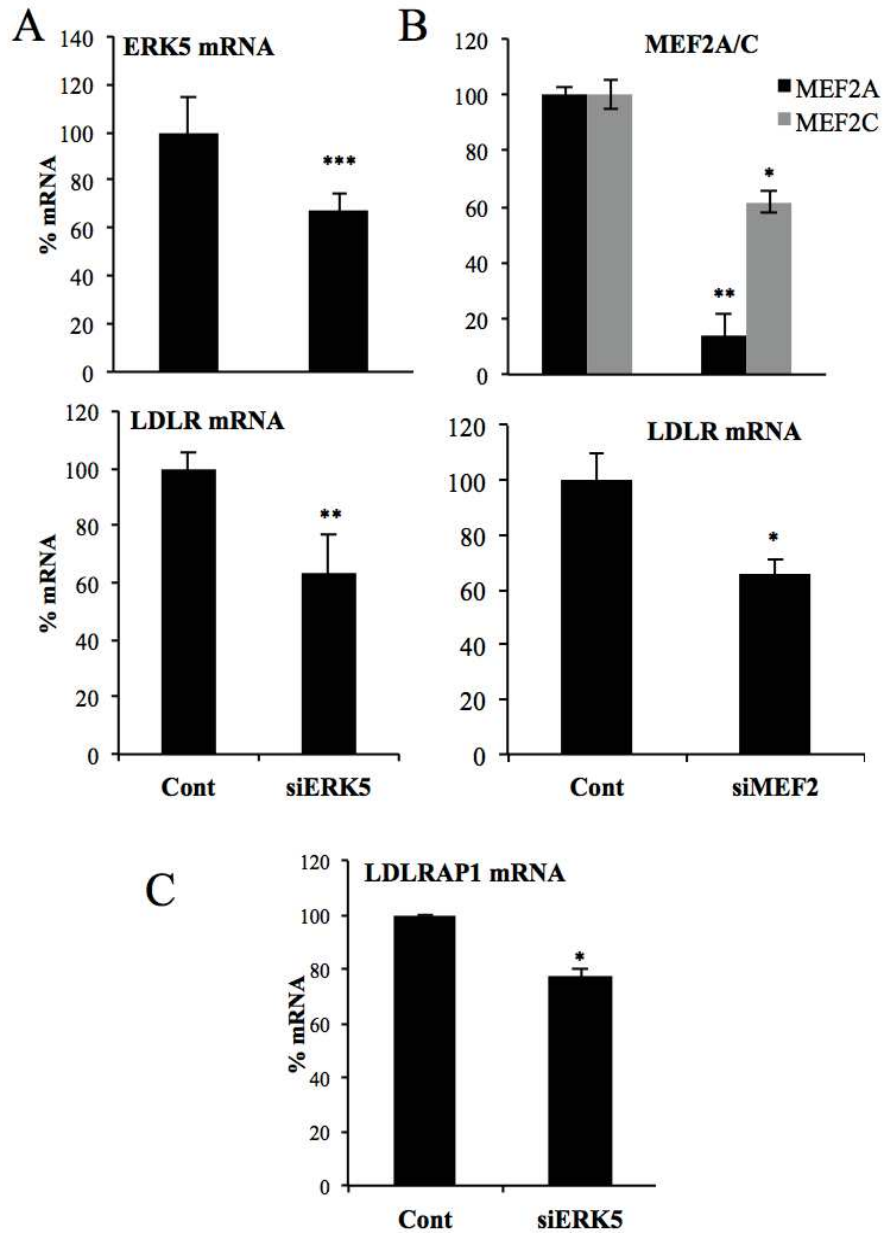 A
ERK5 mRNA
% mRNA
140
120
100
80
60
40
20
0
***
LDLR mRNA
% mRNA
120
100
80
60
40
20
0
**
Cont siERK5
B
MEF2A/C
MEF2A
MEF2C
120
100
80
60
40
20
0
**
*
LDLR mRNA
120
100
80
60
40
20
0
*
Cont siMEF2
C
LDLRAP1 mRNA
% mRNA
120
100
80
60
40
20
0
*
Cont siERK5